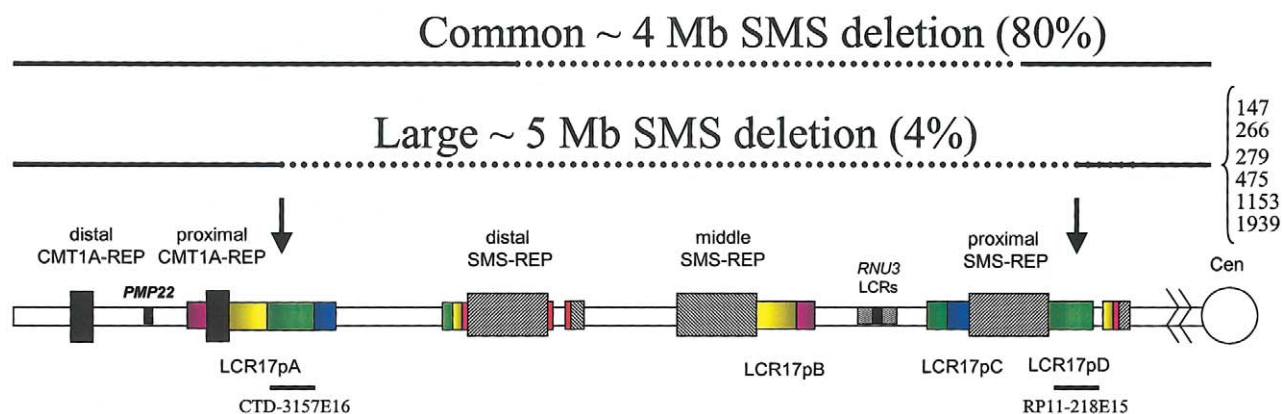 Common ~ 4 Mb SMS deletion (80%)
Large ~ 5 Mb SMS deletion (4%)
147
266
279
475
1153
1939
distal
CMT1A-REP
proximal
CMT1A-REP
PMP22
distal
SMS-REP
middle
SMS-REP
RNU3
LCRs
proximal
SMS-REP
Cen
LCR17pA
LCR17pB
LCR17pC
LCR17pD
CTD-3157E16
RP11-218E15